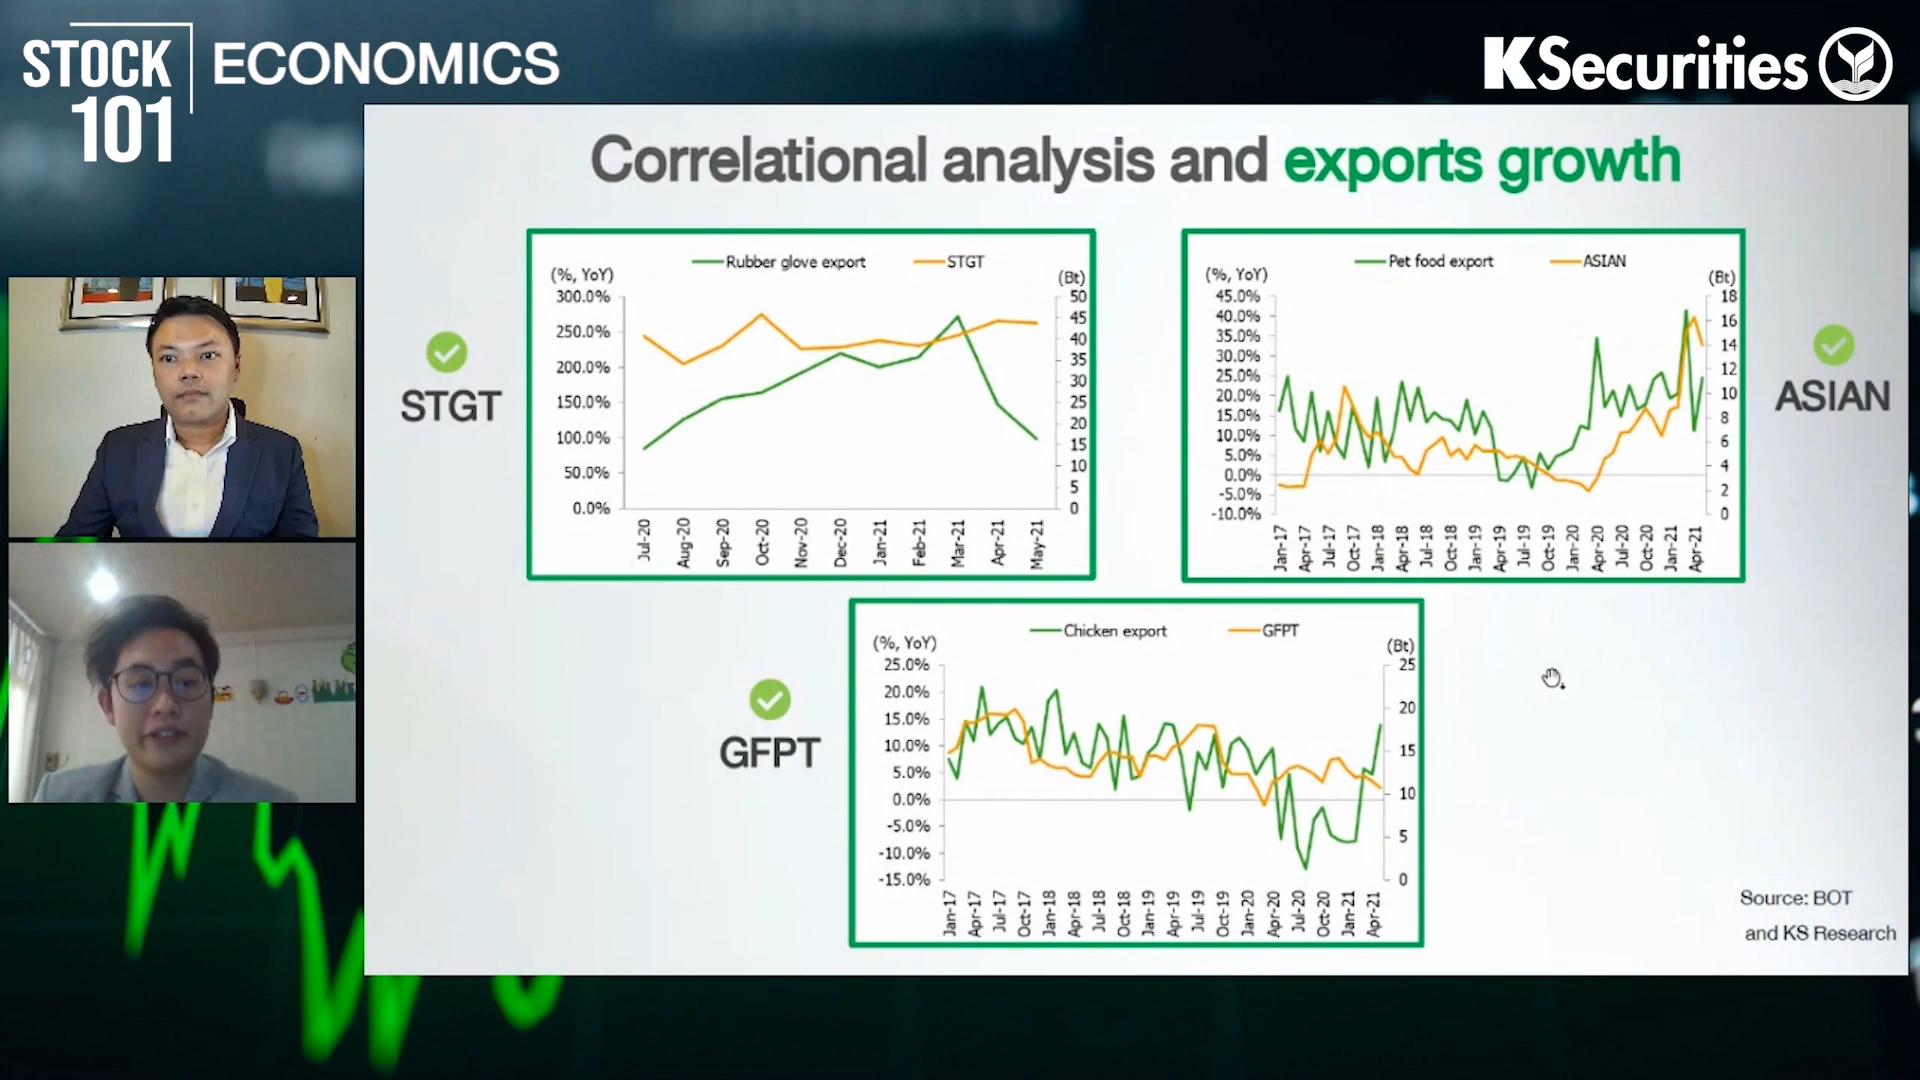 STOCK
101
ECONOMICS
KSecurities
Correlational analysis and exports growth
STGT
Rubber glove export
STGT
(%, YoY)
(Bt)
300.0%
250.0%
200.0%
150.0%
100.0%
50.0%
0.0%
50
45
40
35
30
25
20
15
10
5
0
Jul-20
Aug-20
Sep-20
Oct-20
Nov-20
Dec-20
Jan-21
Feb-21
Mar-21
Apr-21
May-21
Pet food export
ASIAN
(%, YoY)
(Bt)
45.0%
40.0%
35.0%
30.0%
25.0%
20.0%
15.0%
10.0%
5.0%
0.0%
-5.0%
-10.0%
18
16
14
12
10
8
6
4
2
0
Jan-17
Apr-17
Jul-17
Oct-17
Jan-18
Apr-18
Jul-18
Oct-18
Jan-19
Apr-19
Jul-19
Oct-19
Jan-20
Apr-20
Jul-20
Oct-20
Jan-21
Apr-21
ASIAN
GFPT
Chicken export
GFPT
(%, YoY)
(Bt)
25.0%
20.0%
15.0%
10.0%
5.0%
0.0%
-5.0%
-10.0%
-15.0%
25
20
15
10
5
0
Jan-17
Apr-17
Jul-17
Oct-17
Jan-18
Apr-18
Jul-18
Oct-18
Jan-19
Apr-19
Jul-19
Oct-19
Jan-20
Apr-20
Jul-20
Oct-20
Jan-21
Apr-21
Source: BOT
and KS Research